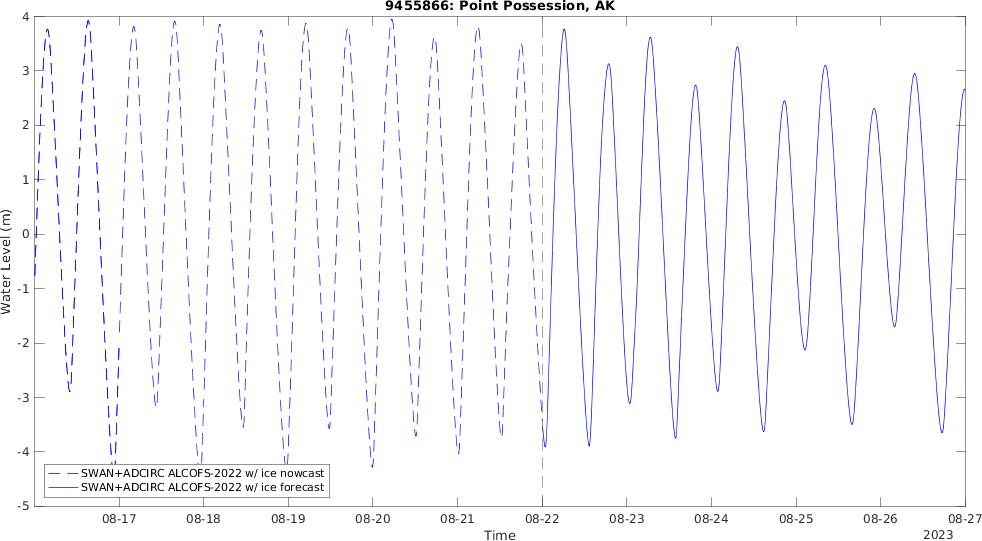 9455866: Point Possession, AK
4
3
2
1
0
-1
-2
-3
-4
-5
Water Level (m)
SWAN+ADCIRC ALCOFS-2022 w/ ice nowcast
SWAN+ADCIRC ALCOFS-2022 w/ ice forecast
08-17 08-18 08-19 08-20 08-21 08-22 08-23 08-24 08-25 08-26 08-27
Time
2023